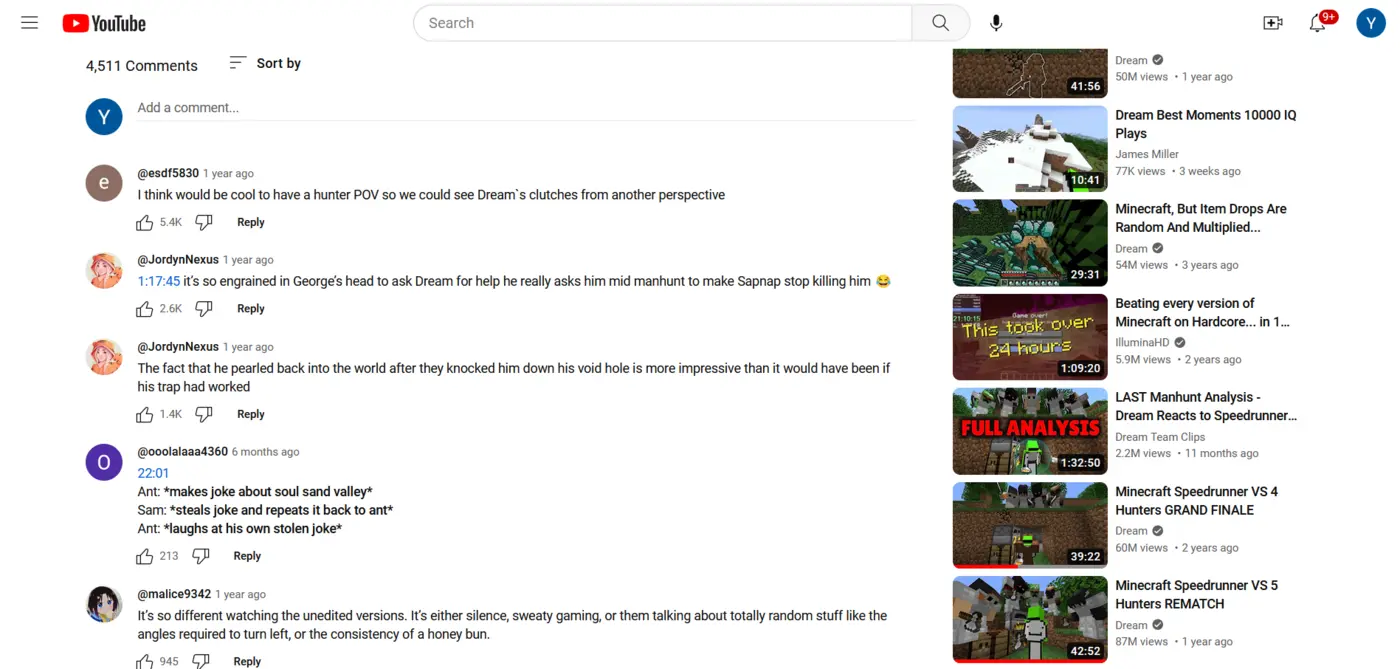 YouTube
Search
9+
Y
4,511 Comments
Sort by
Y
Add a comment...
e
@esdf5830 1 year ago
I think would be cool to have a hunter POV so we could see Dream`s clutches from another perspective
5.4K
Reply
@JordynNexus 1 year ago
1:17:45 it's so engrained in George's head to ask Dream for help he really asks him mid manhunt to make Sapnap stop killing him 😂
2.6K
Reply
@JordynNexus 1 year ago
The fact that he pearled back into the world after they knocked him down his void hole is more impressive than it would have been if
his trap had worked
1.4K
Reply
O
@ooolalaaa4360 6 months ago
22:01
Ant: *makes joke about soul sand valley*
Sam: *steals joke and repeats it back to ant*
Ant: *laughs at his own stolen joke*
213
Reply
@malice9342 1 year ago
It's so different watching the unedited versions. It's either silence, sweaty gaming, or them talking about totally random stuff like the
angles required to turn left, or the consistency of a honey bun.
945
Reply
41:56
Dream
50M views • 1 year ago
10:41
Dream Best Moments 10000 IQ
Plays
James Miller
77K views • 3 weeks ago
29:31
Minecraft, But Item Drops Are
Random And Multiplied...
Dream
54M views • 3 years ago
21:10:15
Game over!
This took over
24 hours
1:09:20
Beating every version of
Minecraft on Hardcore... in 1...
IlluminaHD
5.9M views • 2 years ago
FULL ANALYSIS
1:32:50
LAST Manhunt Analysis -
Dream Reacts to Speedrunner...
Dream Team Clips
2.2M views • 11 months ago
39:22
Minecraft Speedrunner VS 4
Hunters GRAND FINALE
Dream
60M views • 2 years ago
42:52
Minecraft Speedrunner VS 5
Hunters REMATCH
Dream
87M views • 1 year ago